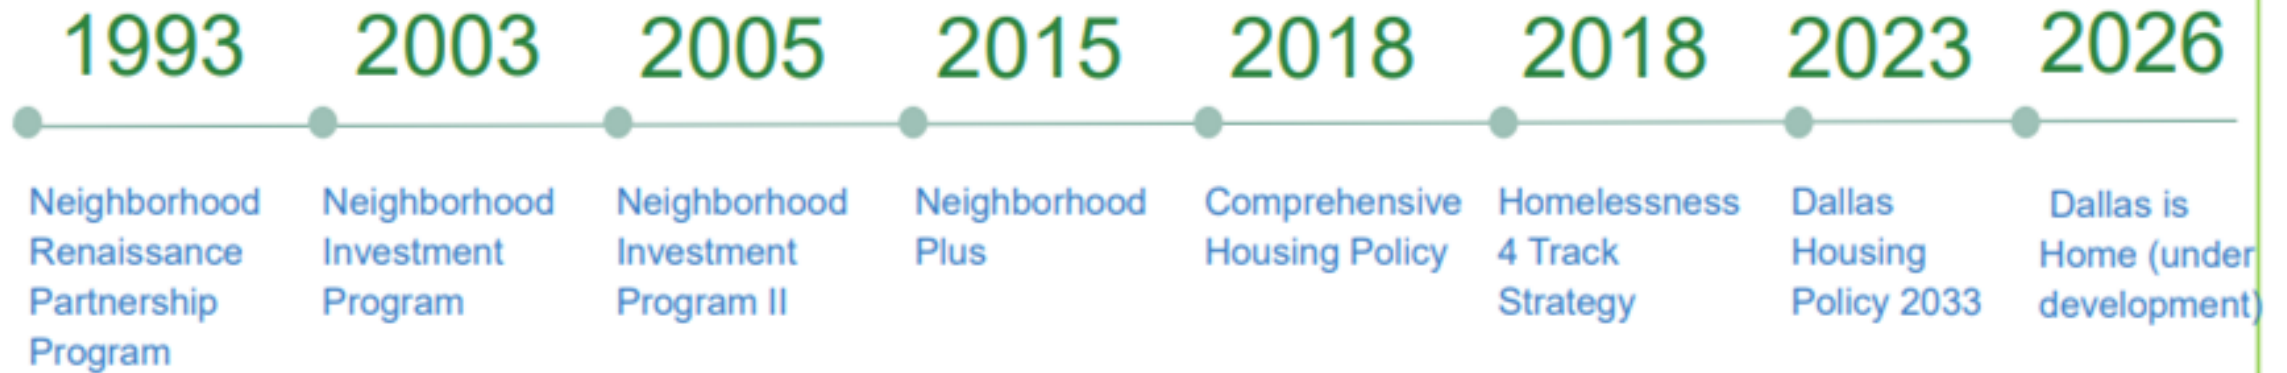 1993 2003 2005 2015 2018 2018 2023 2026
Neighborhood
Renaissance
Partnership
Program
Neighborhood
Investment
Program
Neighborhood
Investment
Program II
Neighborhood
Plus
Comprehensive
Housing Policy
Homelessness
4 Track
Strategy
Dallas
Housing
Policy 2033
Dallas is
Home (under
development)